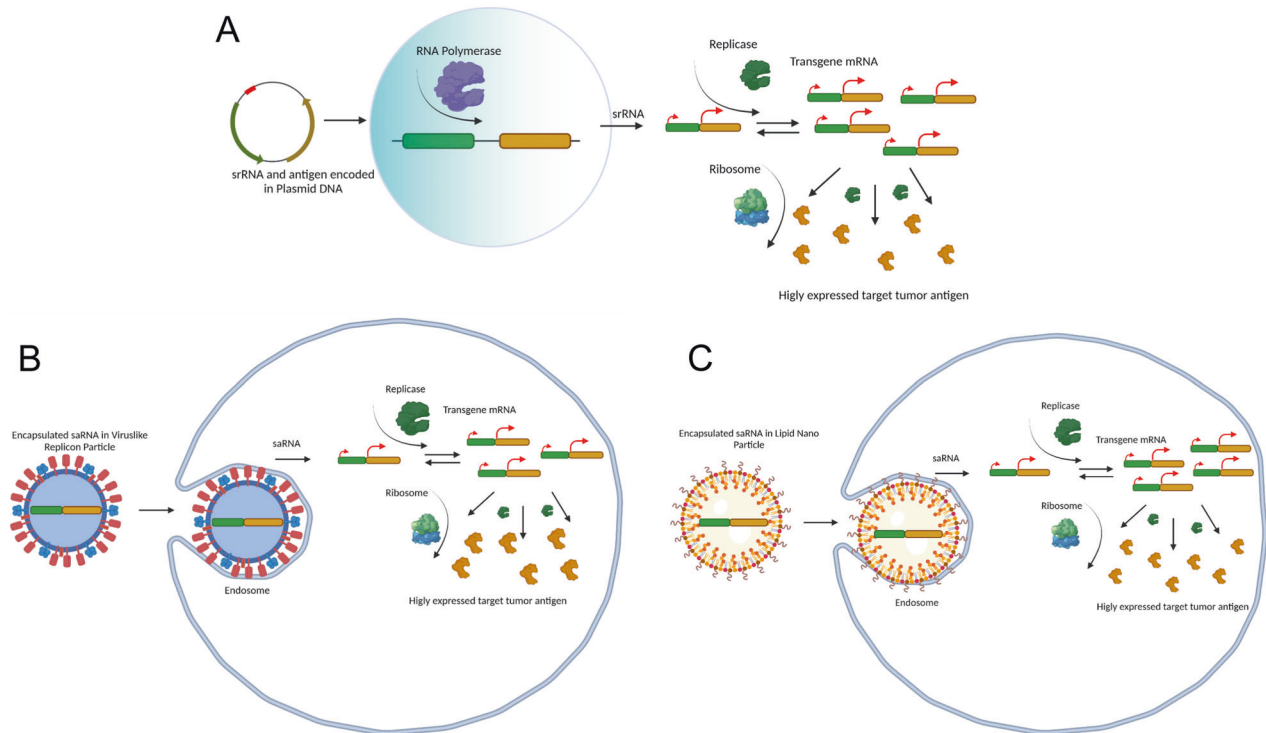 A
RNA Polymerase
srRNA and antigen encoded
in Plasmid DNA
srRNA
Replicase
Transgene mRNA
Ribosome
Higly expressed target tumor antigen
B
Encapsulated saRNA in Viruslike
Replicon Particle
Endosome
saRNA
Replicase
Transgene mRNA
Ribosome
Higly expressed target tumor antigen
C
Encapsulated saRNA in Lipid Nano
Particle
Endosome
saRNA
Replicase
Transgene mRNA
Ribosome
Higly expressed target tumor antigen